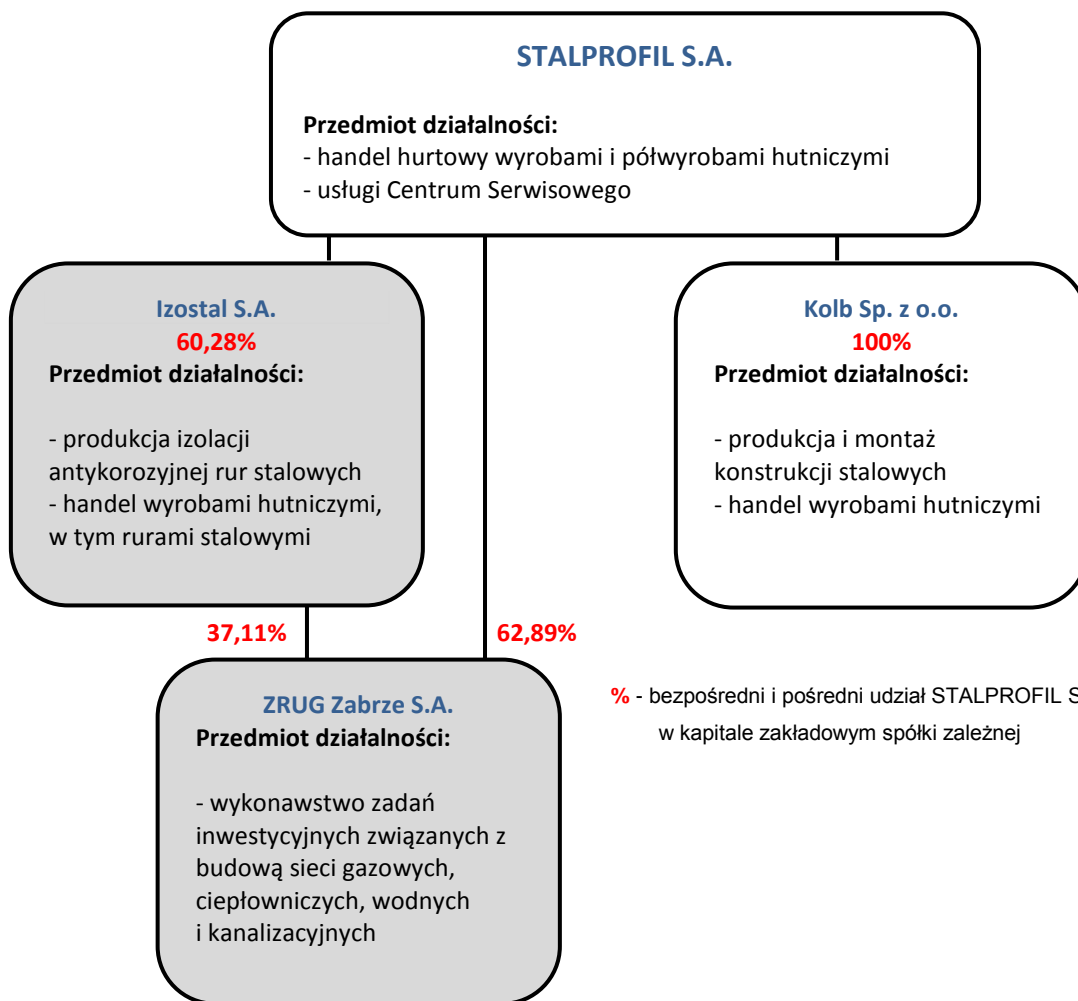 STALPROFIL S.A.
Przedmiot działalności:
- handel hurtowy wyrobami i półwyrobami hutniczymi
- usługi Centrum Serwisowego
Izostal S.A.
60,28%
Przedmiot działalności:
- produkcja izolacji
antykorozyjnej rur stalowych
- handel wyrobami hutniczymi,
w tym rurami stalowymi
Kolb Sp. z o.o.
100%
Przedmiot działalności:
- produkcja i montaż
konstrukcji stalowych
- handel wyrobami hutniczymi
37,11%
62,89%
ZRUG Zabrze S.A.
Przedmiot działalności:
- wykonawstwo zadań
inwestycyjnych związanych z
budową sieci gazowych,
ciepłowniczych, wodnych
i kanalizacyjnych
% - bezpośredni i pośredni udział STALPROFIL S
w kapitale zakładowym spółki zależnej